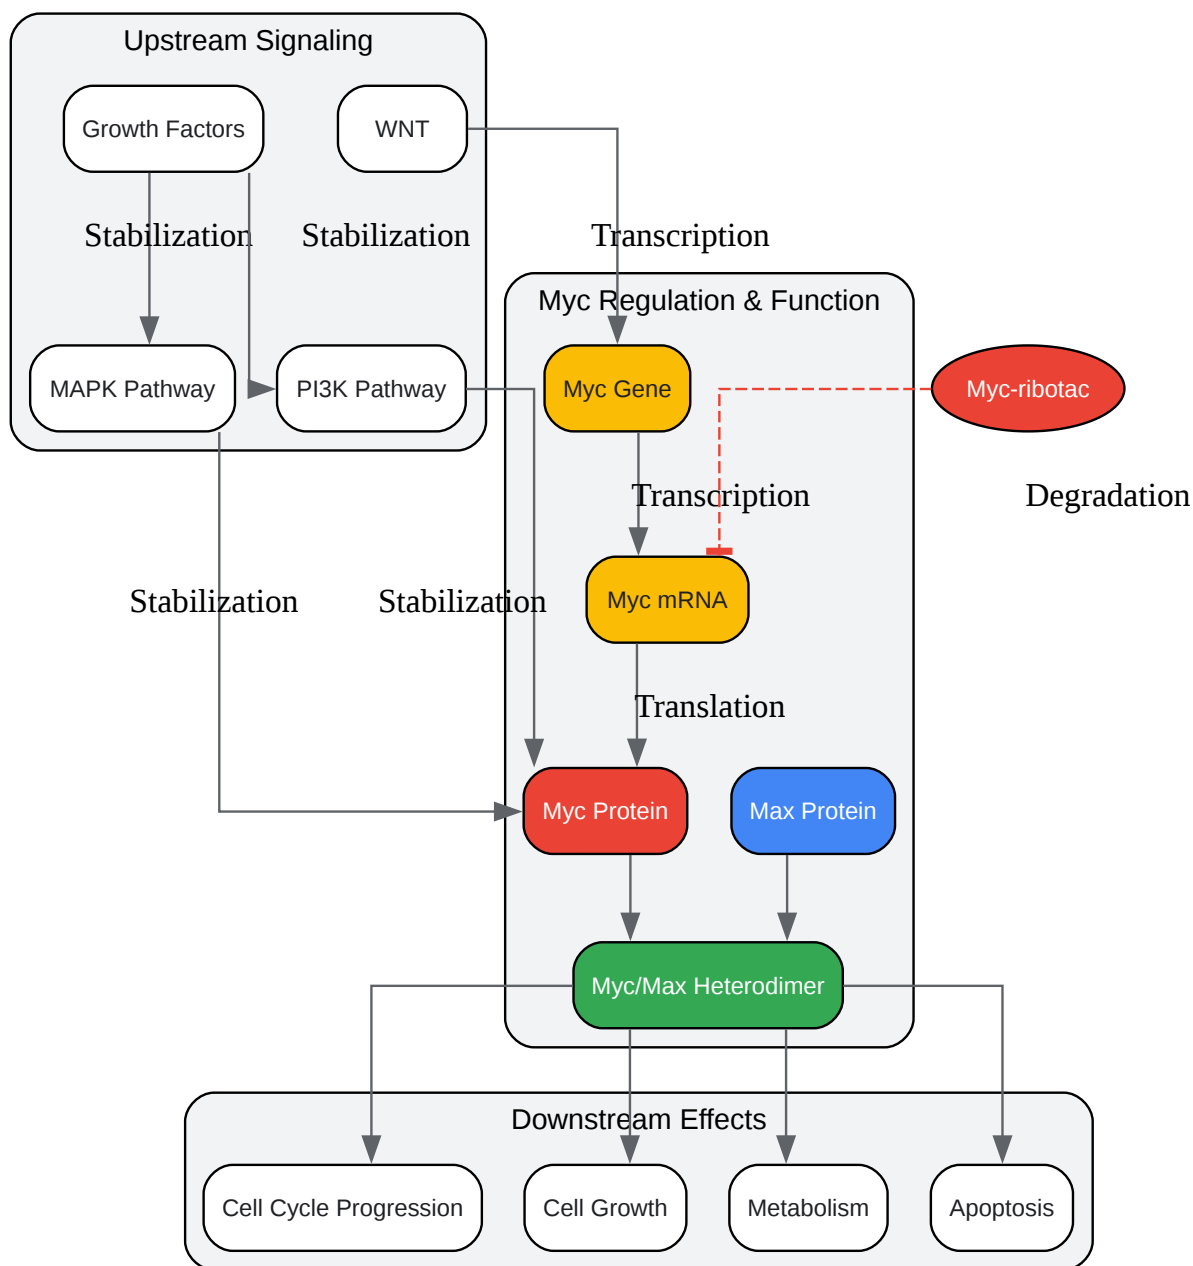 Upstream Signaling
Growth Factors
WNT
Stabilization
Stabilization
Transcription
Myc Regulation & Function
MAPK Pathway
PI3K Pathway
Myc Gene
Myc-ribotac
Transcription
Degradation
Stabilization
Stabilization
Myc mRNA
Translation
Myc Protein
Max Protein
Myc/Max Heterodimer
Downstream Effects
Cell Cycle Progression
Cell Growth
Metabolism
Apoptosis